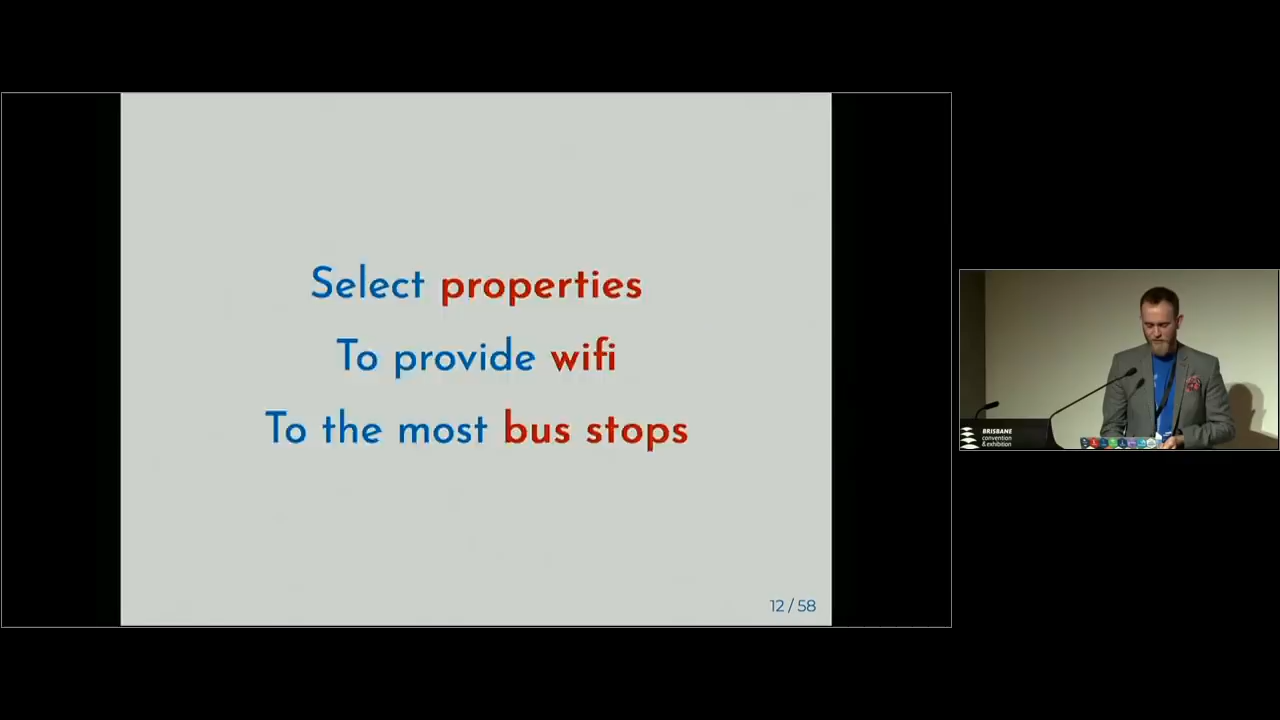 Select properties
To provide wifi
To the most bus stops
12 / 58
BRISBANE
convention
& exhibition